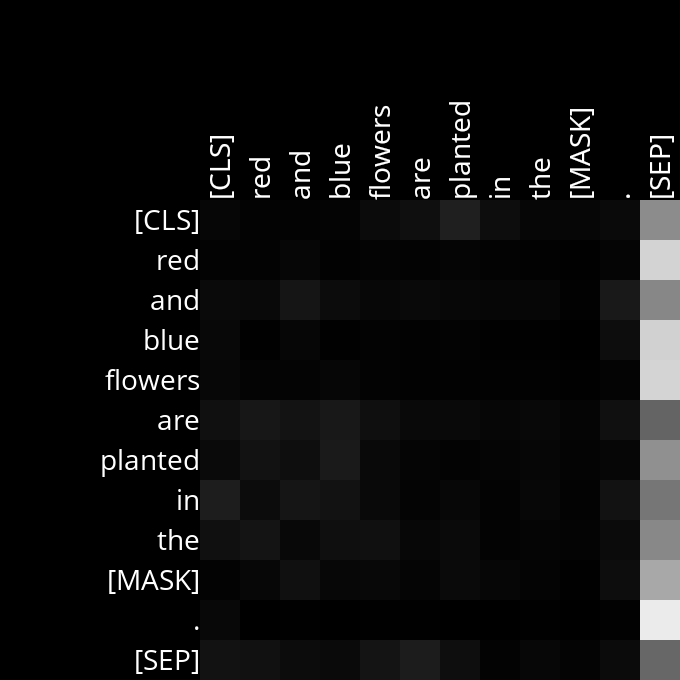 [CLS] red and blue flowers are planted in the [MASK] . [SEP]
[CLS]
red
and
blue
flowers
are
planted
in
the
[MASK]
.
[SEP]